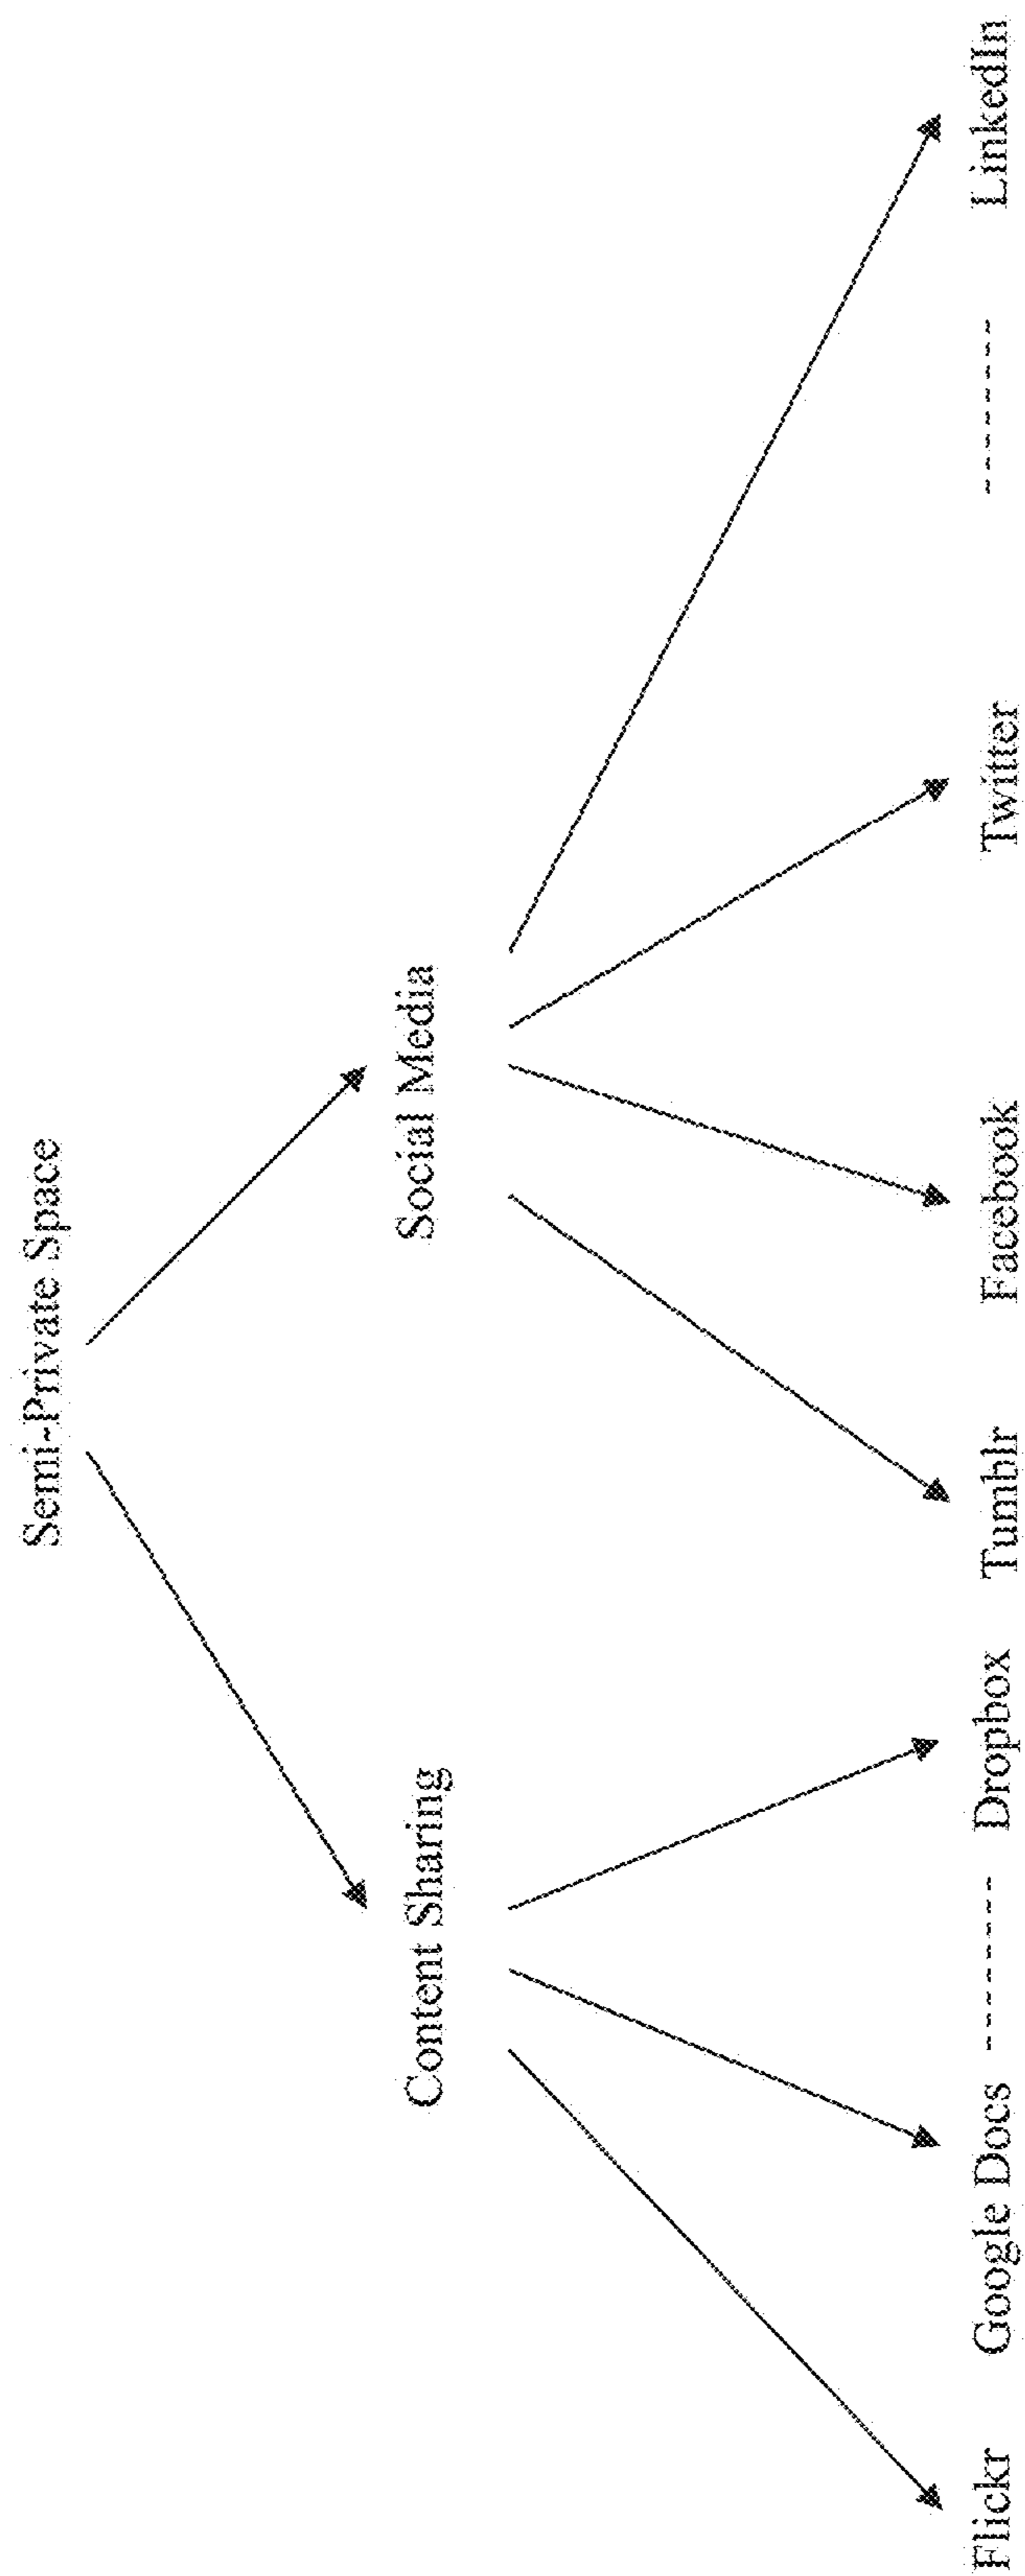 Semi-Private Space
Content Sharing Social Media
Flickr Google Docs --------- Dropbox Tumblr Facebook Twitter -------- LinkedIn